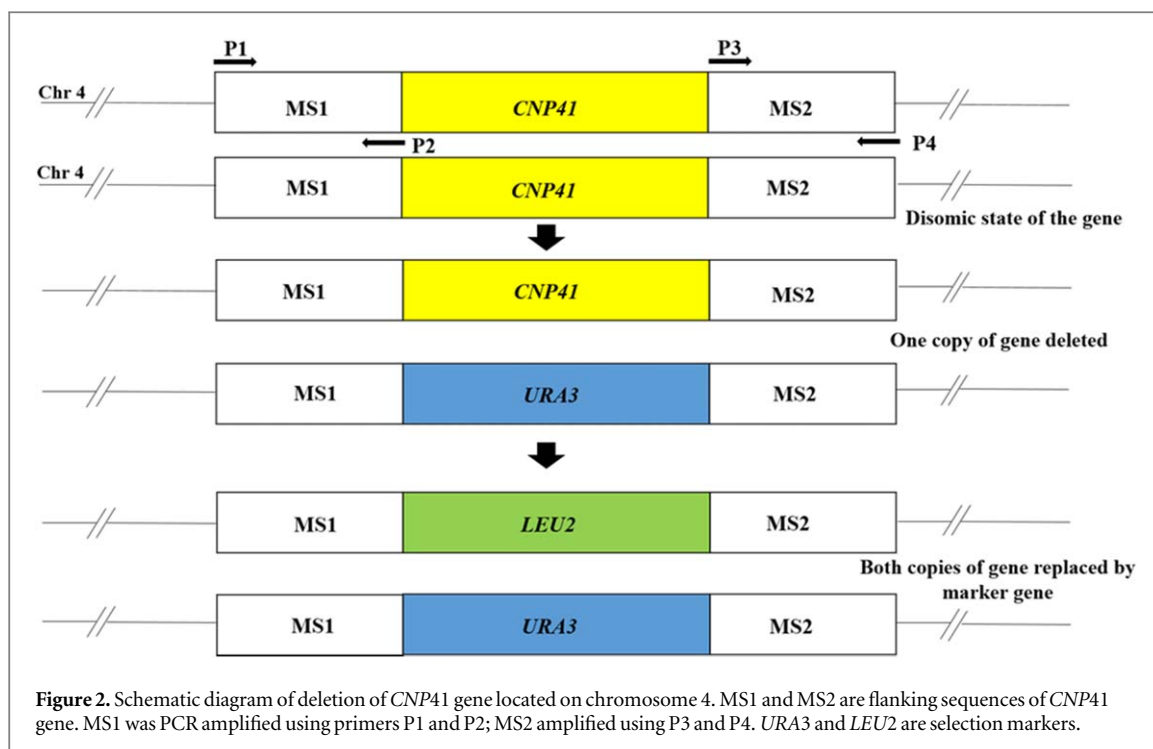 P1 P3
Chr 4 MS1 CNP41 MS2
P2 P4
Chr 4 MS1 CNP41 MS2
Disomic state of the gene
MS1 CNP41 MS2
One copy of gene deleted
MS1 URA3 MS2
MS1 LEU2 MS2
Both copies of gene replaced by
marker gene
MS1 URA3 MS2
Figure 2. Schematic diagram of deletion of CNP41 gene located on chromosome 4. MS1 and MS2 are flanking sequences of CNP41
gene. MS1 was PCR amplified using primers P1 and P2; MS2 amplified using P3 and P4. URA3 and LEU2 are selection markers.